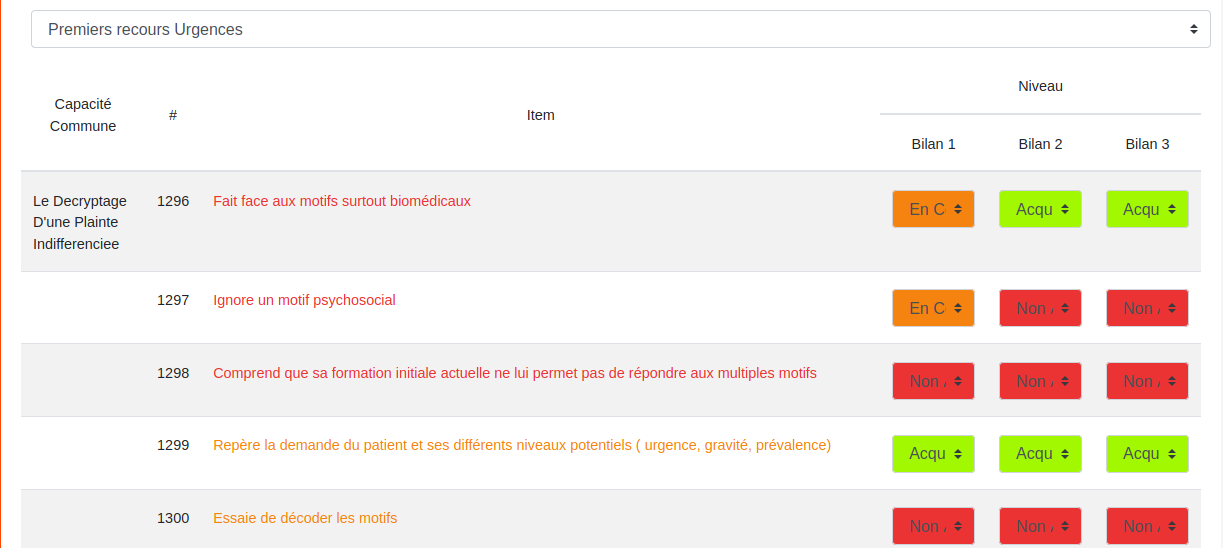 Premiers recours Urgences
Niveau
Capacité
Commune
#
Item
Bilan 1
Bilan 2
Bilan 3
Le Decryptage
D'une Plainte
Indifferenciee
1296
Fait face aux motifs surtout biomédicaux
En C
Acqu
Acqu
1297
Ignore un motif psychosocial
En C
Non
Non
1298
Comprend que sa formation initiale actuelle ne lui permet pas de répondre aux multiples motifs
Non
Non
Non
1299
Repère la demande du patient et ses différents niveaux potentiels ( urgence, gravité, prévalence)
Acqu
Acqu
Acqu
1300
Essaie de décoder les motifs
Non
Non
Non